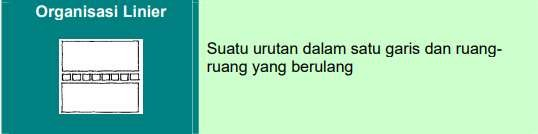 Organisasi Linier
Suatu urutan dalam satu garis dan ruang-
ruang yang berulang